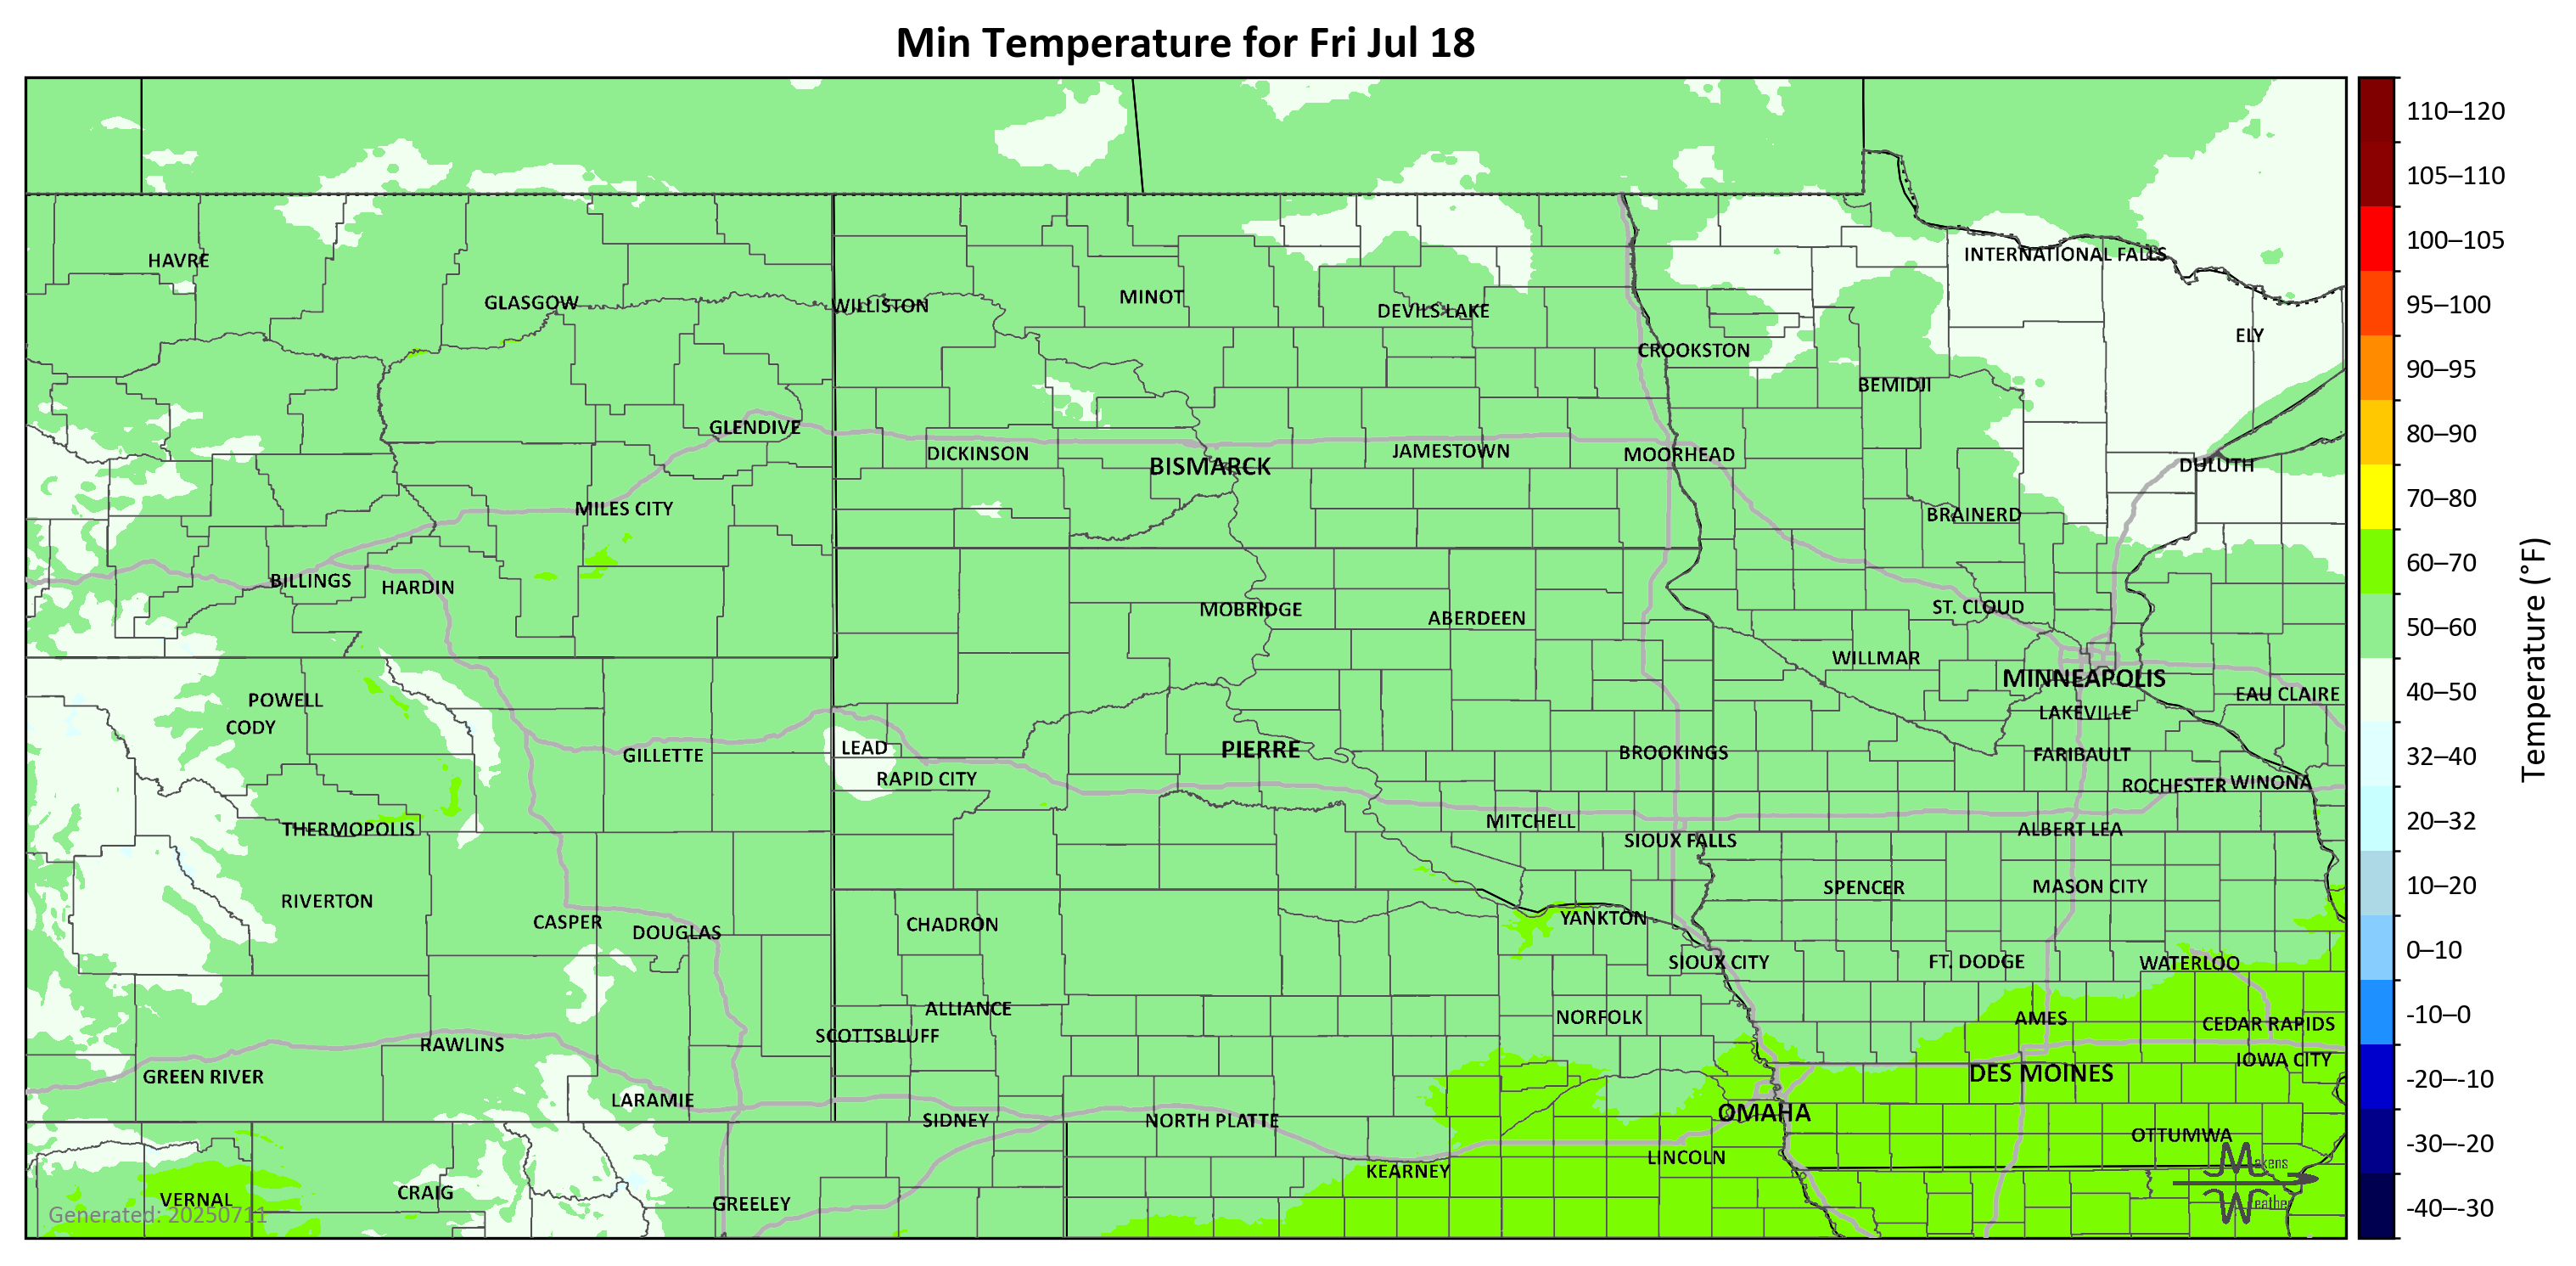 Min Temperature for Fri Jul 18
HAVRE
GLASGOW
WILLISTON
MINOT
DEVILS LAKE
INTERNATIONAL FALLS
ELY
CROOKSTON
BEMIDJI
GLENDIVE
DICKINSON
BISMARCK
JAMESTOWN
MOORHEAD
DULUTH
MILES CITY
BRAINERD
BILLINGS
HARDIN
MOBRIDGE
ABERDEEN
ST. CLOUD
WILLMAR
MINNEAPOLIS
EAU CLAIRE
POWELL
CODY
LAKEVILLE
GILLETTE
LEAD
RAPID CITY
PIERRE
BROOKINGS
FARIBAULT
ROCHESTER
WINONA
THERMOPOLIS
MITCHELL
SIOUX FALLS
ALBERT LEA
RIVERTON
SPENCER
MASON CITY
CASPER
DOUGLAS
CHADRON
YANKTON
SIOUX CITY
FT. DODGE
WATERLOO
ALLIANCE
SCOTTSBLUFF
NORFOLK
AMES
CEDAR RAPIDS
RAWLINS
IOWA CITY
GREEN RIVER
DES MOINES
LARAMIE
SIDNEY
NORTH PLATTE
OMAHA
OTTUMWA
KEARNEY
LINCOLN
VERNAL
CRAIG
GREELEY
Generated: 20250711
Makens
Weather
110–120
105–110
100–105
95–100
90–95
80–90
70–80
60–70
50–60
40–50
32–40
20–32
10–20
0–10
-10–0
-20–-10
-30–-20
-40–-30
Temperature (°F)